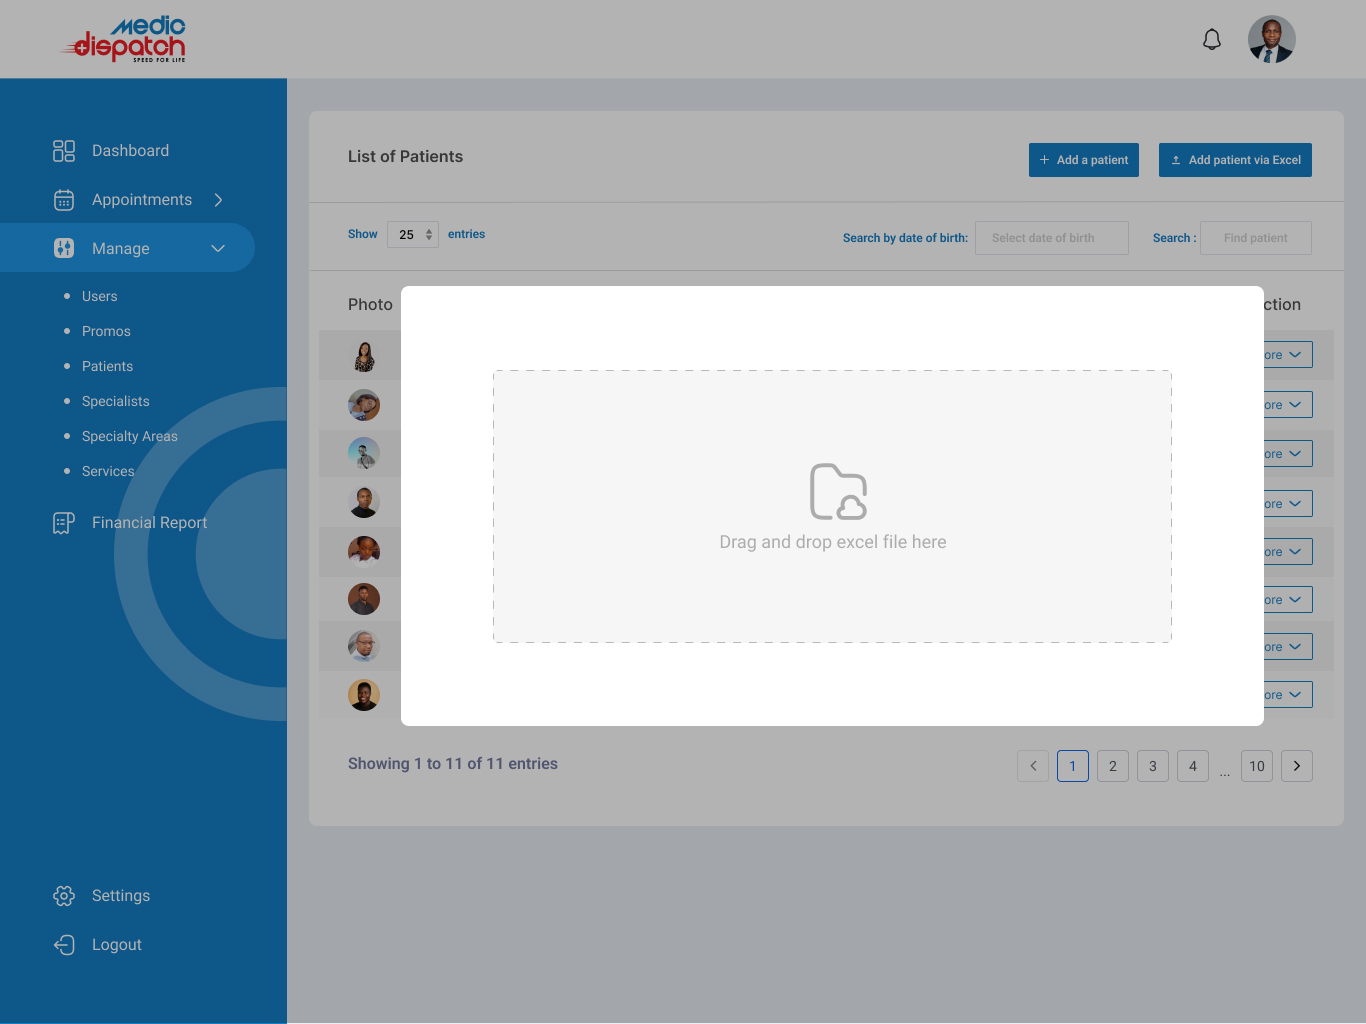 medic
dispatch
SPEED FOR LIFE
Dashboard
Appointments
Manage
Users
Promos
Patients
Specialists
Specialty Areas
Services
Financial Report
Settings
Logout
List of Patients
+ Add a patient
Add patient via Excel
Show 25 entries
Search by date of birth: Select date of birth
Search : Find patient
Photo
ction
ore
ore
ore
ore
ore
ore
ore
ore
Drag and drop excel file here
Showing 1 to 11 of 11 entries
1 2 3 4 ... 10